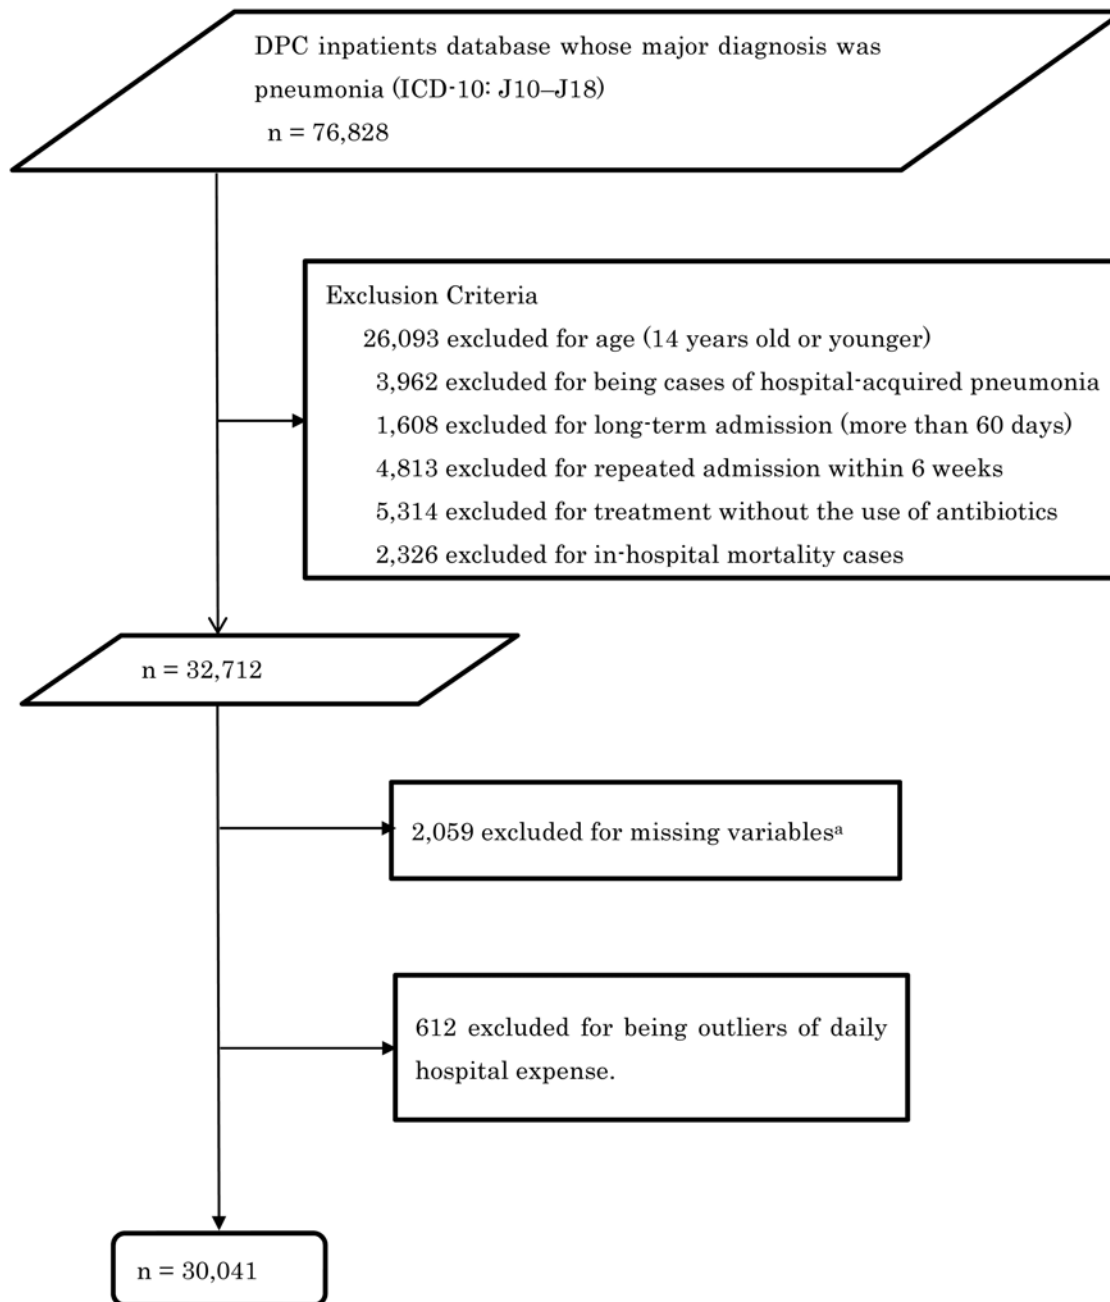 DPC inpatients database whose major diagnosis was
pneumonia (ICD-10: J10–J18)
n = 76,828
Exclusion Criteria
26,093 excluded for age (14 years old or younger)
3,962 excluded for being cases of hospital-acquired pneumonia
1,608 excluded for long-term admission (more than 60 days)
4,813 excluded for repeated admission within 6 weeks
5,314 excluded for treatment without the use of antibiotics
2,326 excluded for in-hospital mortality cases
n = 32,712
2,059 excluded for missing variablesᵃ
612 excluded for being outliers of daily
hospital expense.
n = 30,041